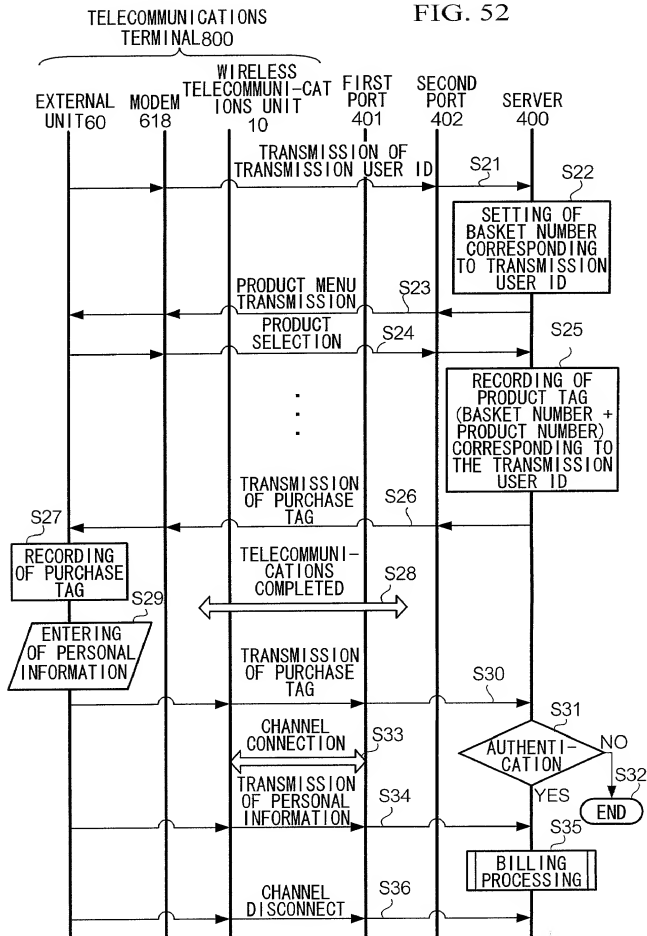 FIG. 52
TELECOMMUNICATIONS
TERMINAL800
EXTERNAL
UNIT60
MODEM
618
WIRELESS
TELECOMMUNI-CAT
IONS UNIT
10
FIRST
PORT
401
SECOND
PORT
402
SERVER
400
TRANSMISSION OF
TRANSMISSION USER ID
S21
S22
SETTING OF
BASKET NUMBER
CORRESPONDING
TO TRANSMISSION
USER ID
PRODUCT MENU
TRANSMISSION
S23
PRODUCT
SELECTION
S24
S25
RECORDING OF
PRODUCT TAG
(BASKET NUMBER +
PRODUCT NUMBER)
CORRESPONDING TO
THE TRANSMISSION
USER ID
TRANSMISSION
OF PURCHASE
TAG
S26
S27
RECORDING
OF PURCHASE
TAG
TELECOMMUNI-
CATIONS
COMPLETED
S28
S29
ENTERING
OF PERSONAL
INFORMATION
TRANSMISSION
OF PURCHASE
TAG
S30
S31
AUTHENTI-
CATION
NO
S32
END
YES
CHANNEL
CONNECTION
S33
TRANSMISSION
OF PERSONAL
INFORMATION
S34
S35
BILLING
PROCESSING
CHANNEL
DISCONNECT
S36